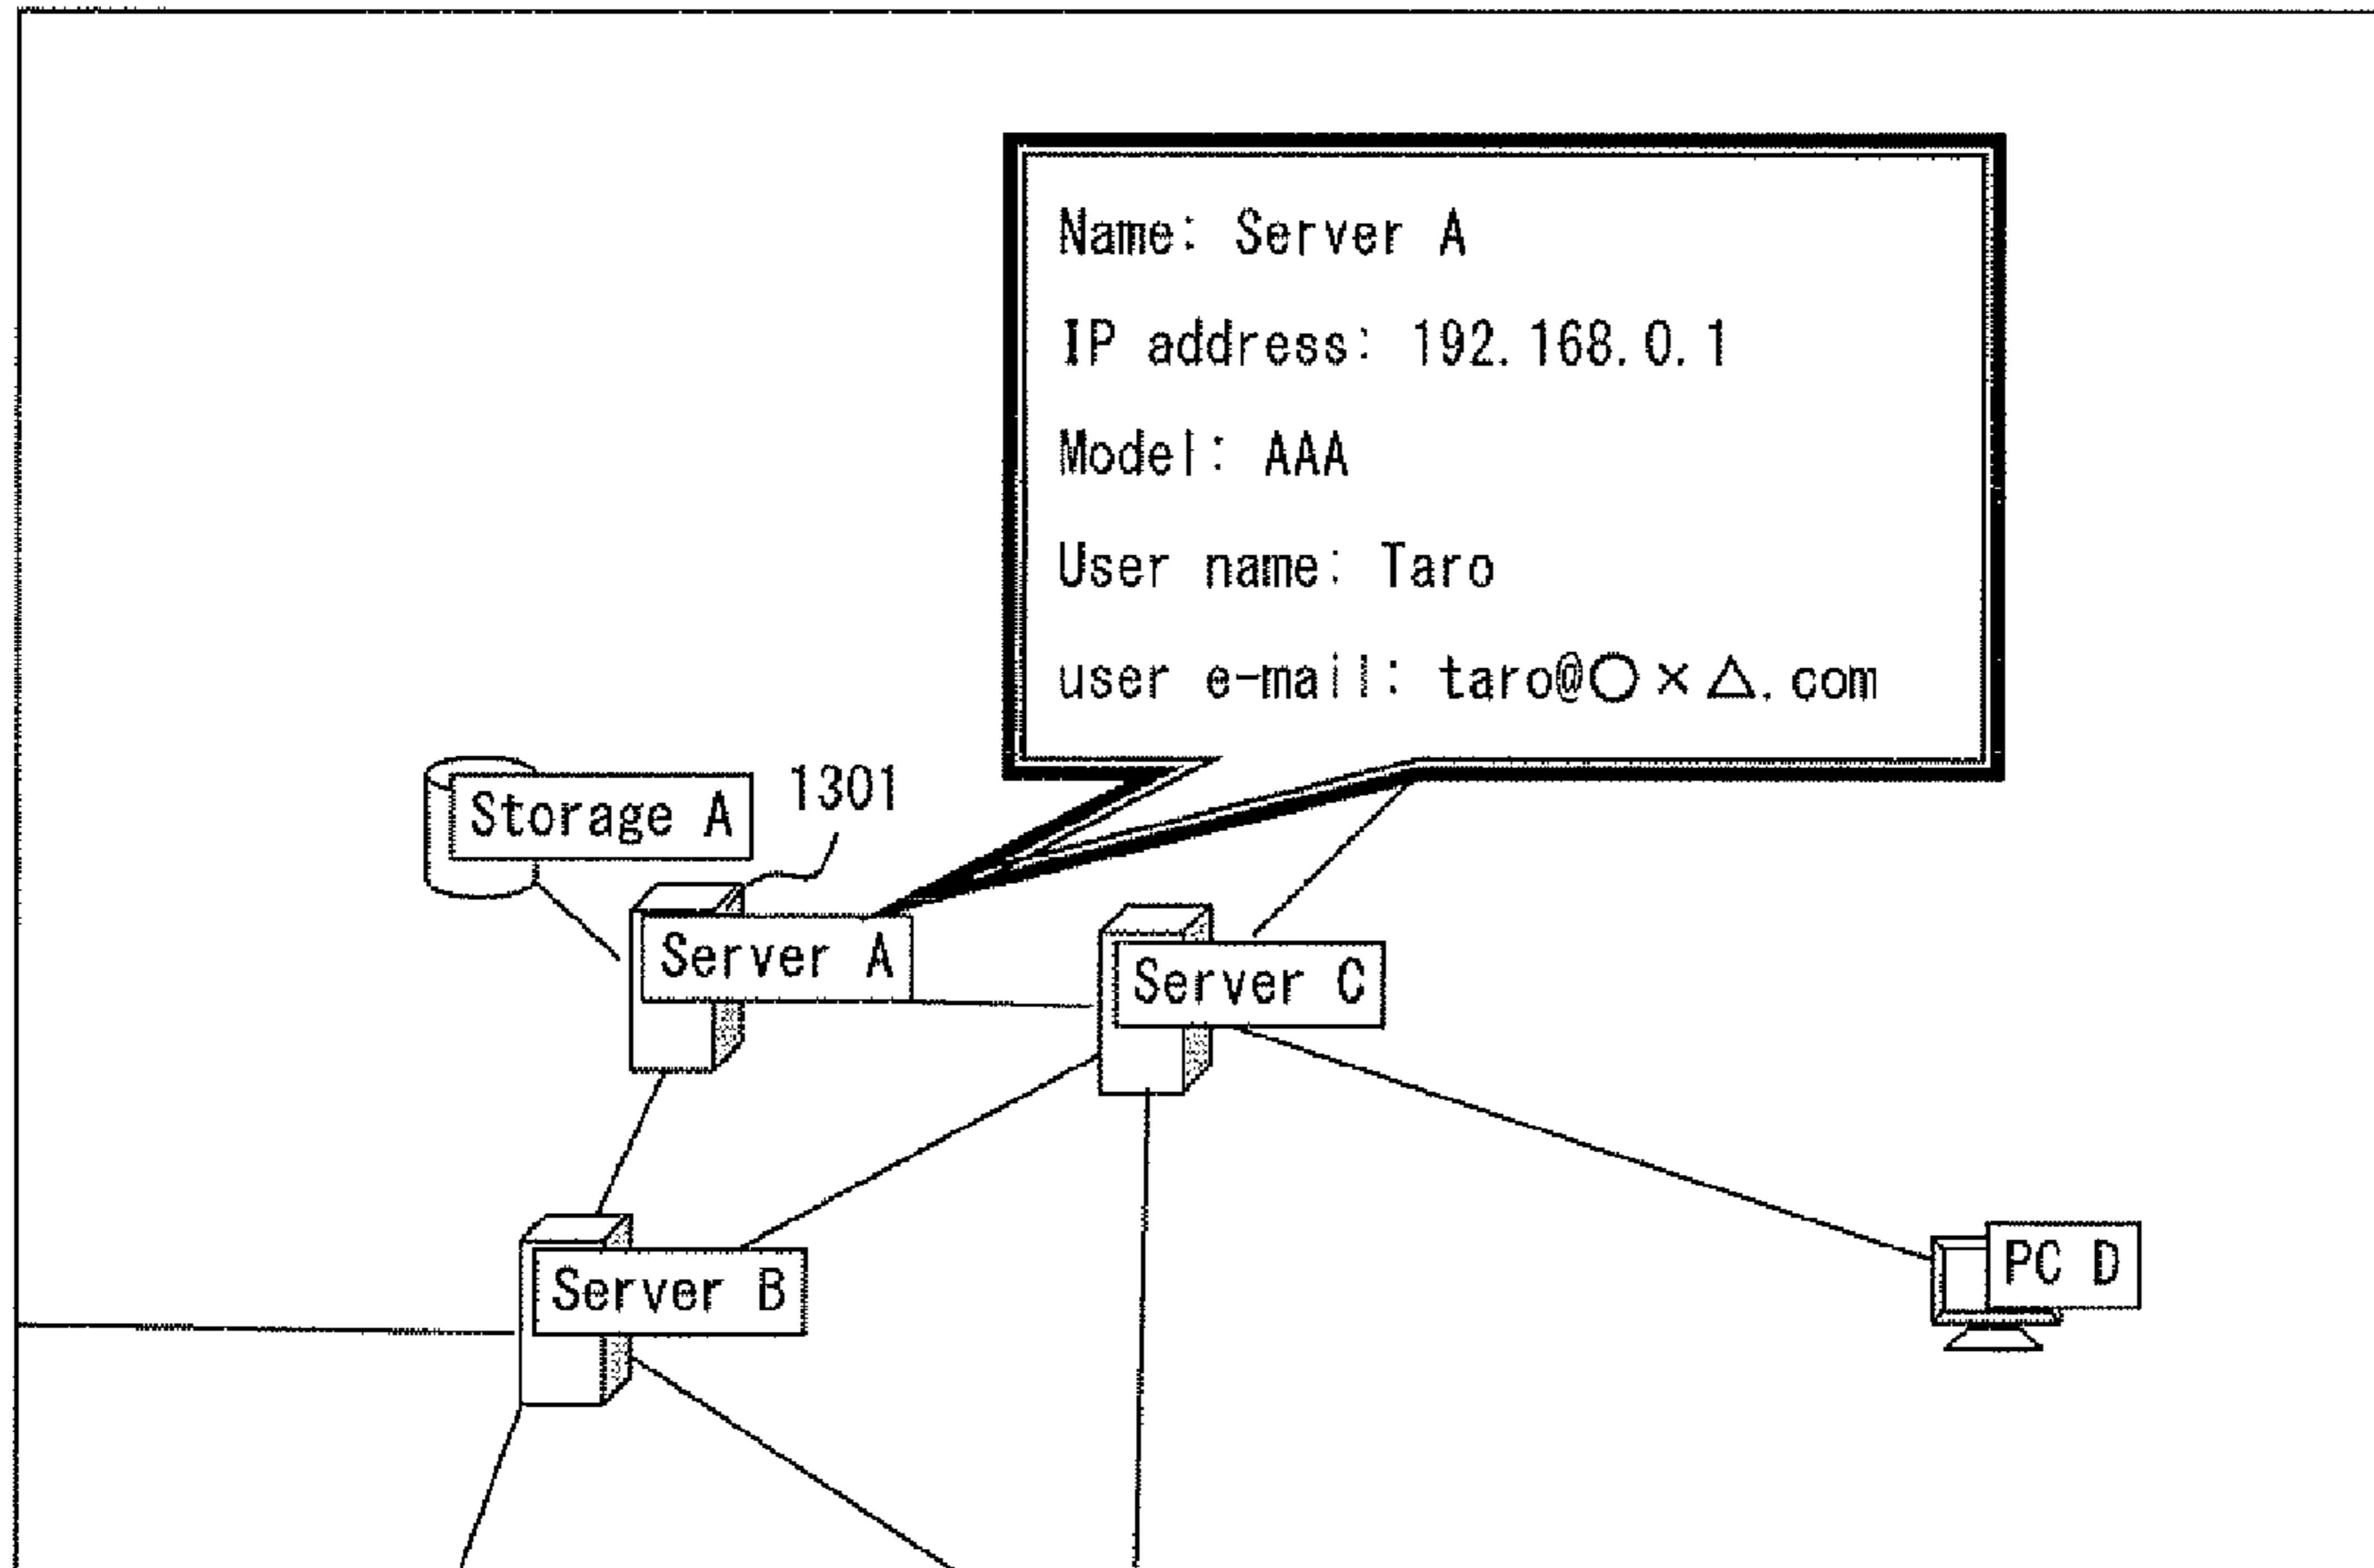 Name: Server A
IP address: 192.168.0.1
Model: AAA
User name: Taro
user e-mail: taro@○×△.com
Storage A
1301
Server A
Server C
Server B
PC D